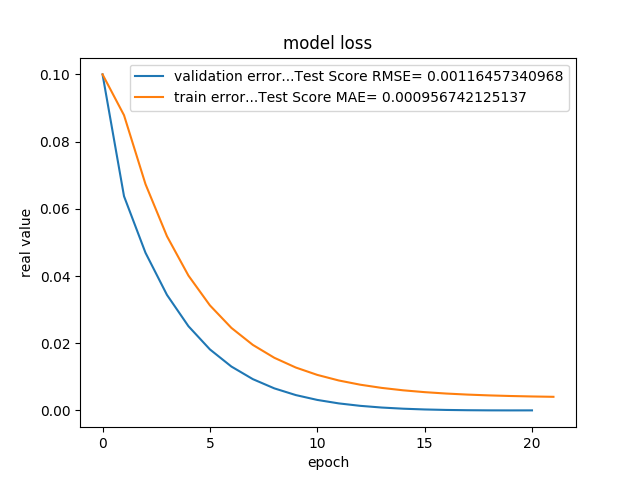 model loss
validation error...Test Score RMSE= 0.00116457340968
train error...Test Score MAE= 0.000956742125137
real value
0.10
0.08
0.06
0.04
0.02
0.00
0 5 10 15 20
epoch